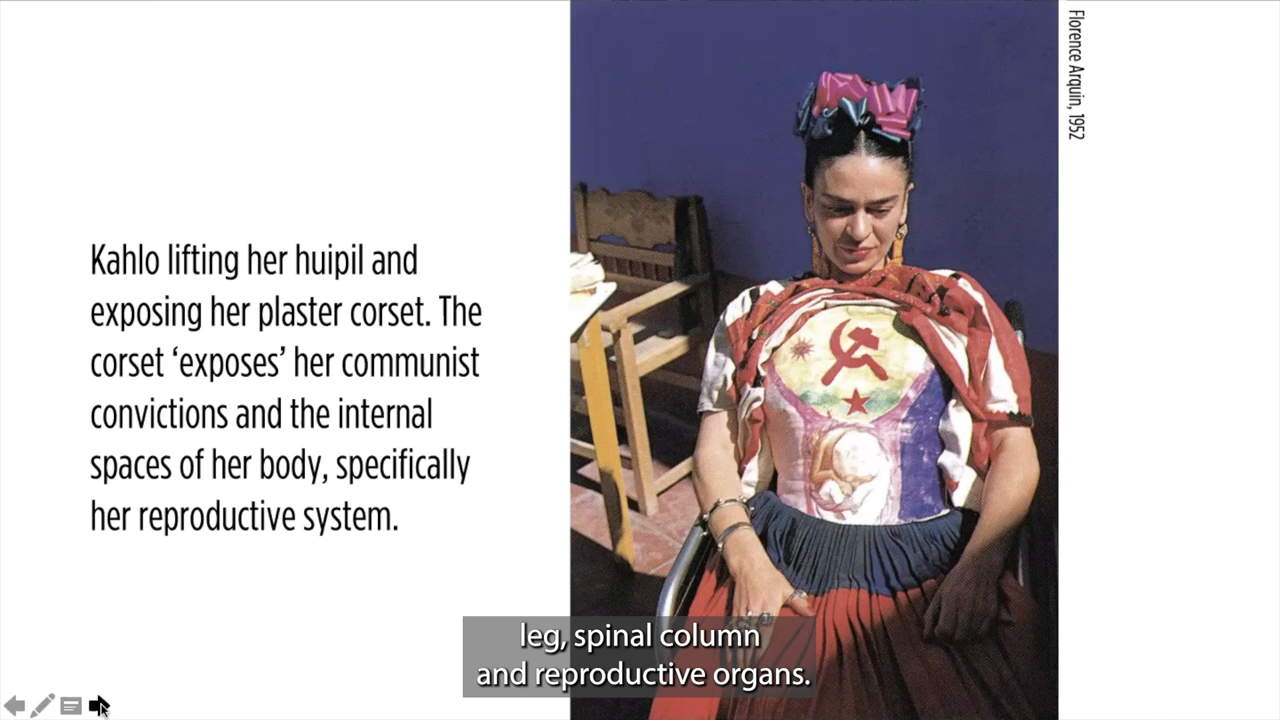 Kahlo lifting her huipil and
exposing her plaster corset. The
corset ‘exposes’ her communist
convictions and the internal
spaces of her body, specifically
her reproductive system.
Florence Arquin, 1952
leg, spinal column
and reproductive organs.